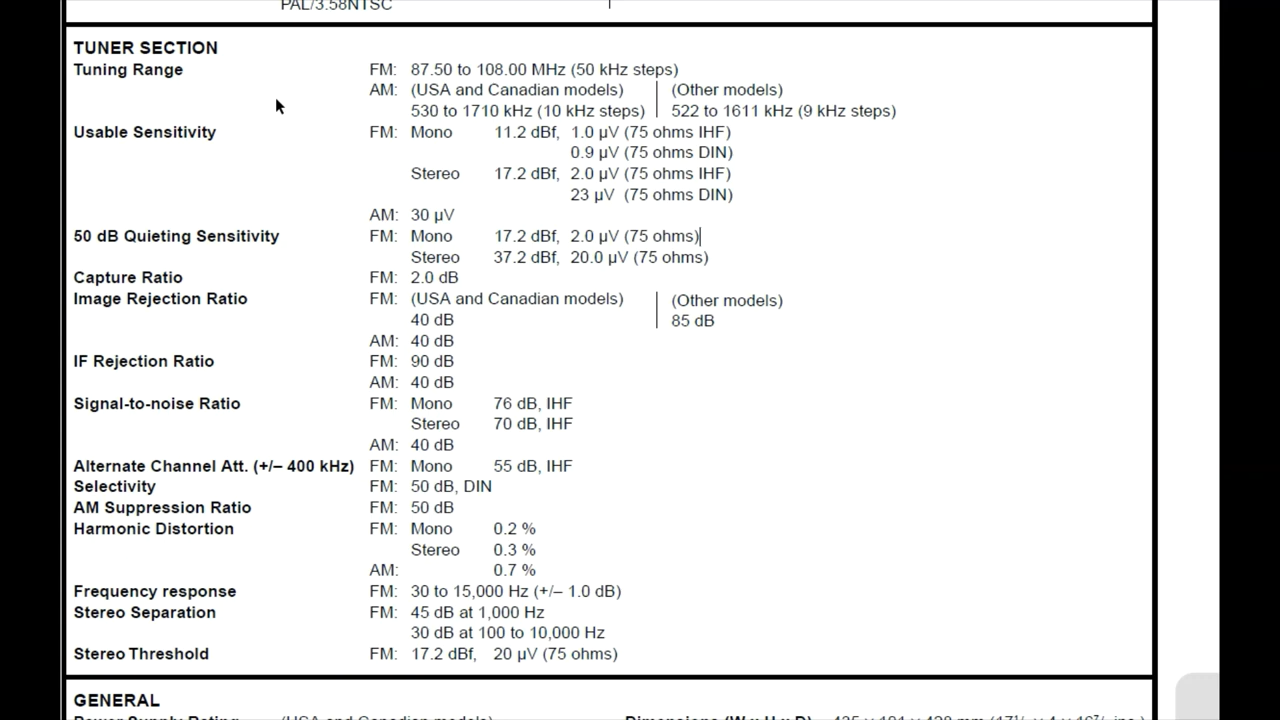 PAL/3.58NTSC
TUNER SECTION
Tuning Range FM: 87.50 to 108.00 MHz (50 kHz steps)
AM: (USA and Canadian models) (Other models)
530 to 1710 kHz (10 kHz steps) 522 to 1611 kHz (9 kHz steps)
Usable Sensitivity FM: Mono 11.2 dBf, 1.0 µV (75 ohms IHF)
0.9 µV (75 ohms DIN)
Stereo 17.2 dBf, 2.0 µV (75 ohms IHF)
23 µV (75 ohms DIN)
AM: 30 µV
50 dB Quieting Sensitivity FM: Mono 17.2 dBf, 2.0 µV (75 ohms)
Stereo 37.2 dBf, 20.0 µV (75 ohms)
Capture Ratio FM: 2.0 dB
Image Rejection Ratio FM: (USA and Canadian models) (Other models)
40 dB 85 dB
AM: 40 dB
IF Rejection Ratio FM: 90 dB
AM: 40 dB
Signal-to-noise Ratio FM: Mono 76 dB, IHF
Stereo 70 dB, IHF
AM: 40 dB
Alternate Channel Att. (+/– 400 kHz) FM: Mono 55 dB, IHF
Selectivity FM: 50 dB, DIN
AM Suppression Ratio FM: 50 dB
Harmonic Distortion FM: Mono 0.2 %
Stereo 0.3 %
AM: 0.7 %
Frequency response FM: 30 to 15,000 Hz (+/– 1.0 dB)
Stereo Separation FM: 45 dB at 1,000 Hz
30 dB at 100 to 10,000 Hz
Stereo Threshold FM: 17.2 dBf, 20 µV (75 ohms)
GENERAL
Power Supply Rating (USA and Canadian models) Dimensions (W x H x D)